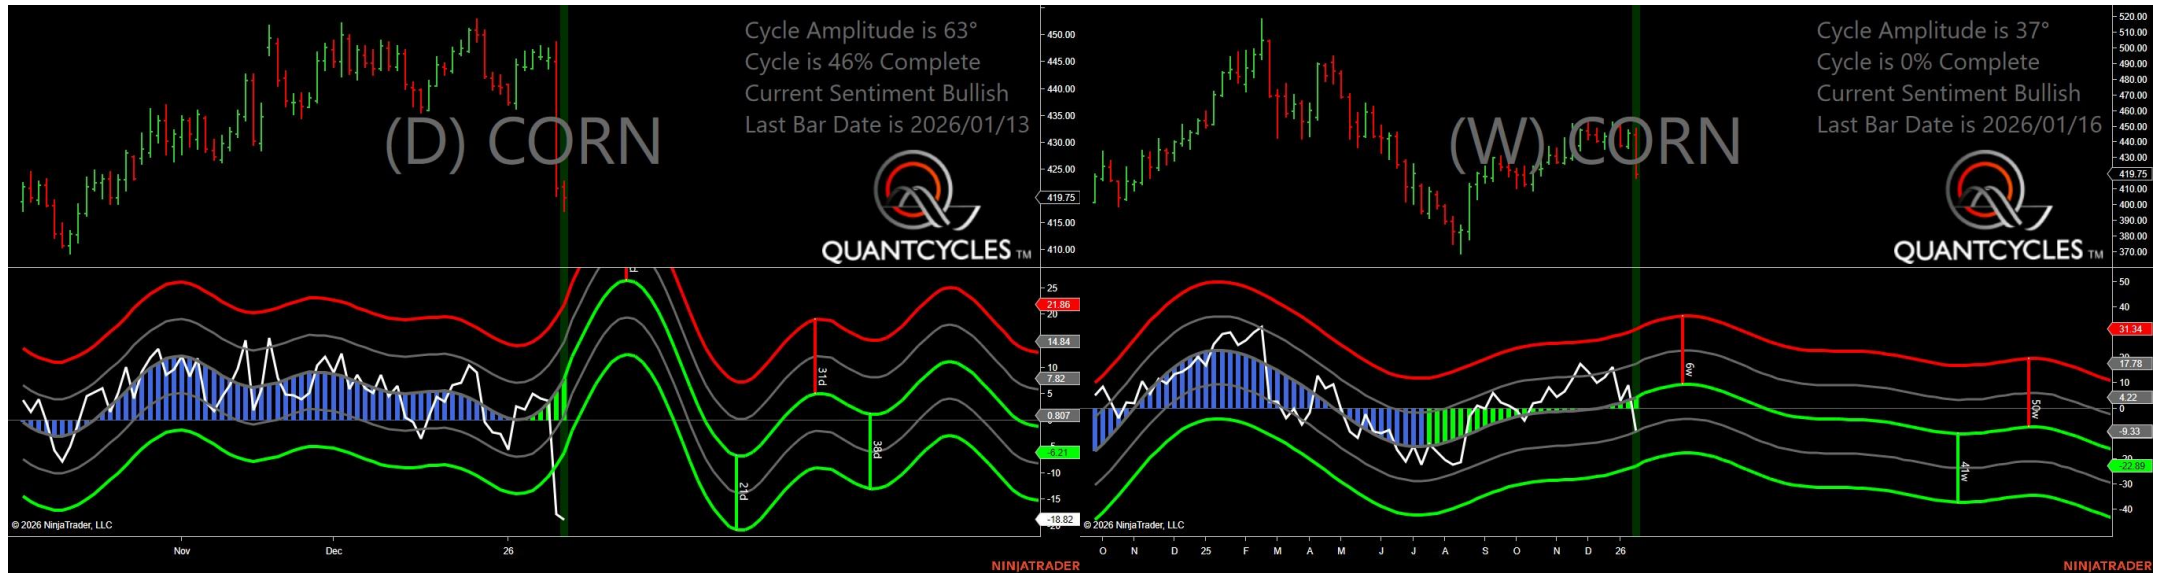 Cycle Amplitude is 63°
Cycle is 46% Complete
Current Sentiment Bullish
Last Bar Date is 2026/01/13
(D) CORN
QUANTCYCLES TM
450.00
445.00
440.00
435.00
430.00
425.00
419.75
415.00
410.00
25
21.86
20
14.84
10
7.82
5
0.807
-5
-6.21
-10
-15
-18.82
21d
31d
38d
© 2026 NinjaTrader, LLC
Nov
Dec
26
NINJATRADER
Cycle Amplitude is 37°
Cycle is 0% Complete
Current Sentiment Bullish
Last Bar Date is 2026/01/16
(W) CORN
QUANTCYCLES TM
520.00
510.00
500.00
490.00
480.00
470.00
460.00
450.00
440.00
430.00
419.75
410.00
400.00
390.00
380.00
370.00
50
40
31.34
17.78
10
4.22
0
-9.33
-22.89
-30
-40
6w
41w
50w
© 2026 NinjaTrader, LLC
O N D 25 F M A M J J A S O N D 26
NINJATRADER